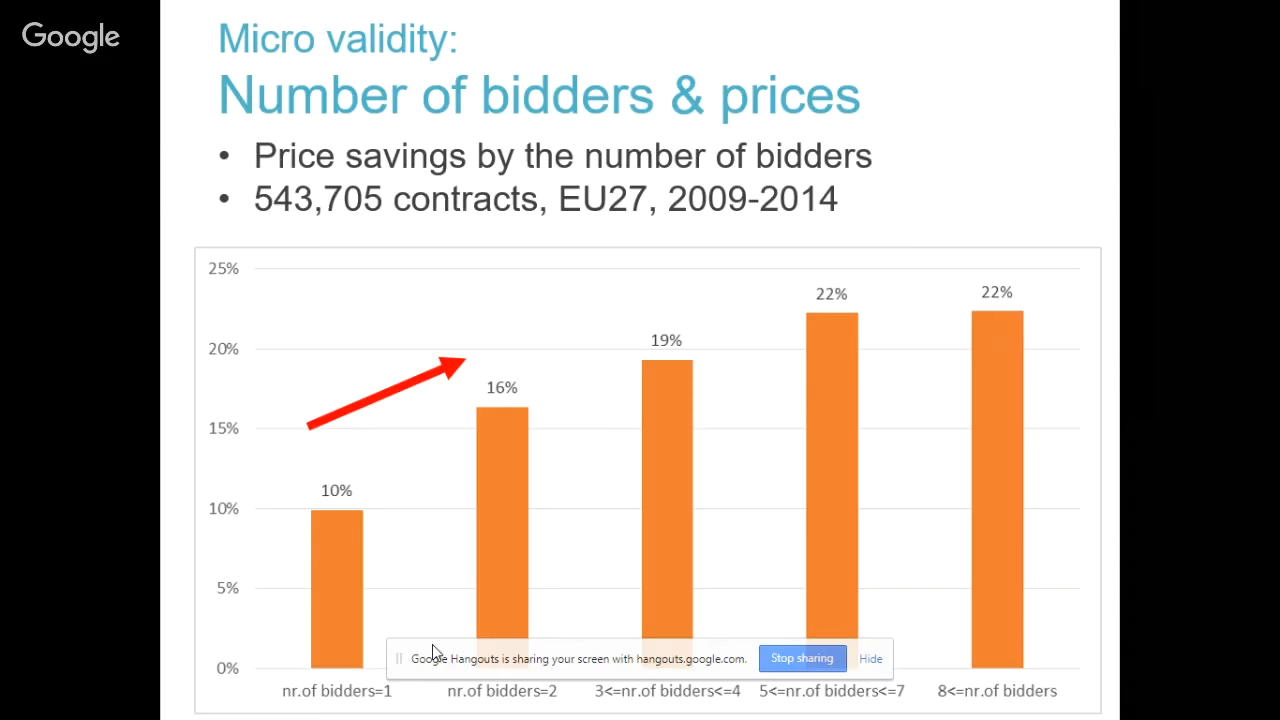 Google
Micro validity:
Number of bidders & prices
• Price savings by the number of bidders
• 543,705 contracts, EU27, 2009-2014
25%
20%
15%
10%
5%
0%
10%
16%
19%
22%
22%
Google Hangouts is sharing your screen with hangouts.google.com. Stop sharing Hide
nr.of bidders=1 nr.of bidders=2 3<=nr.of bidders<=4 5<=nr.of bidders<=7 8<=nr.of bidders